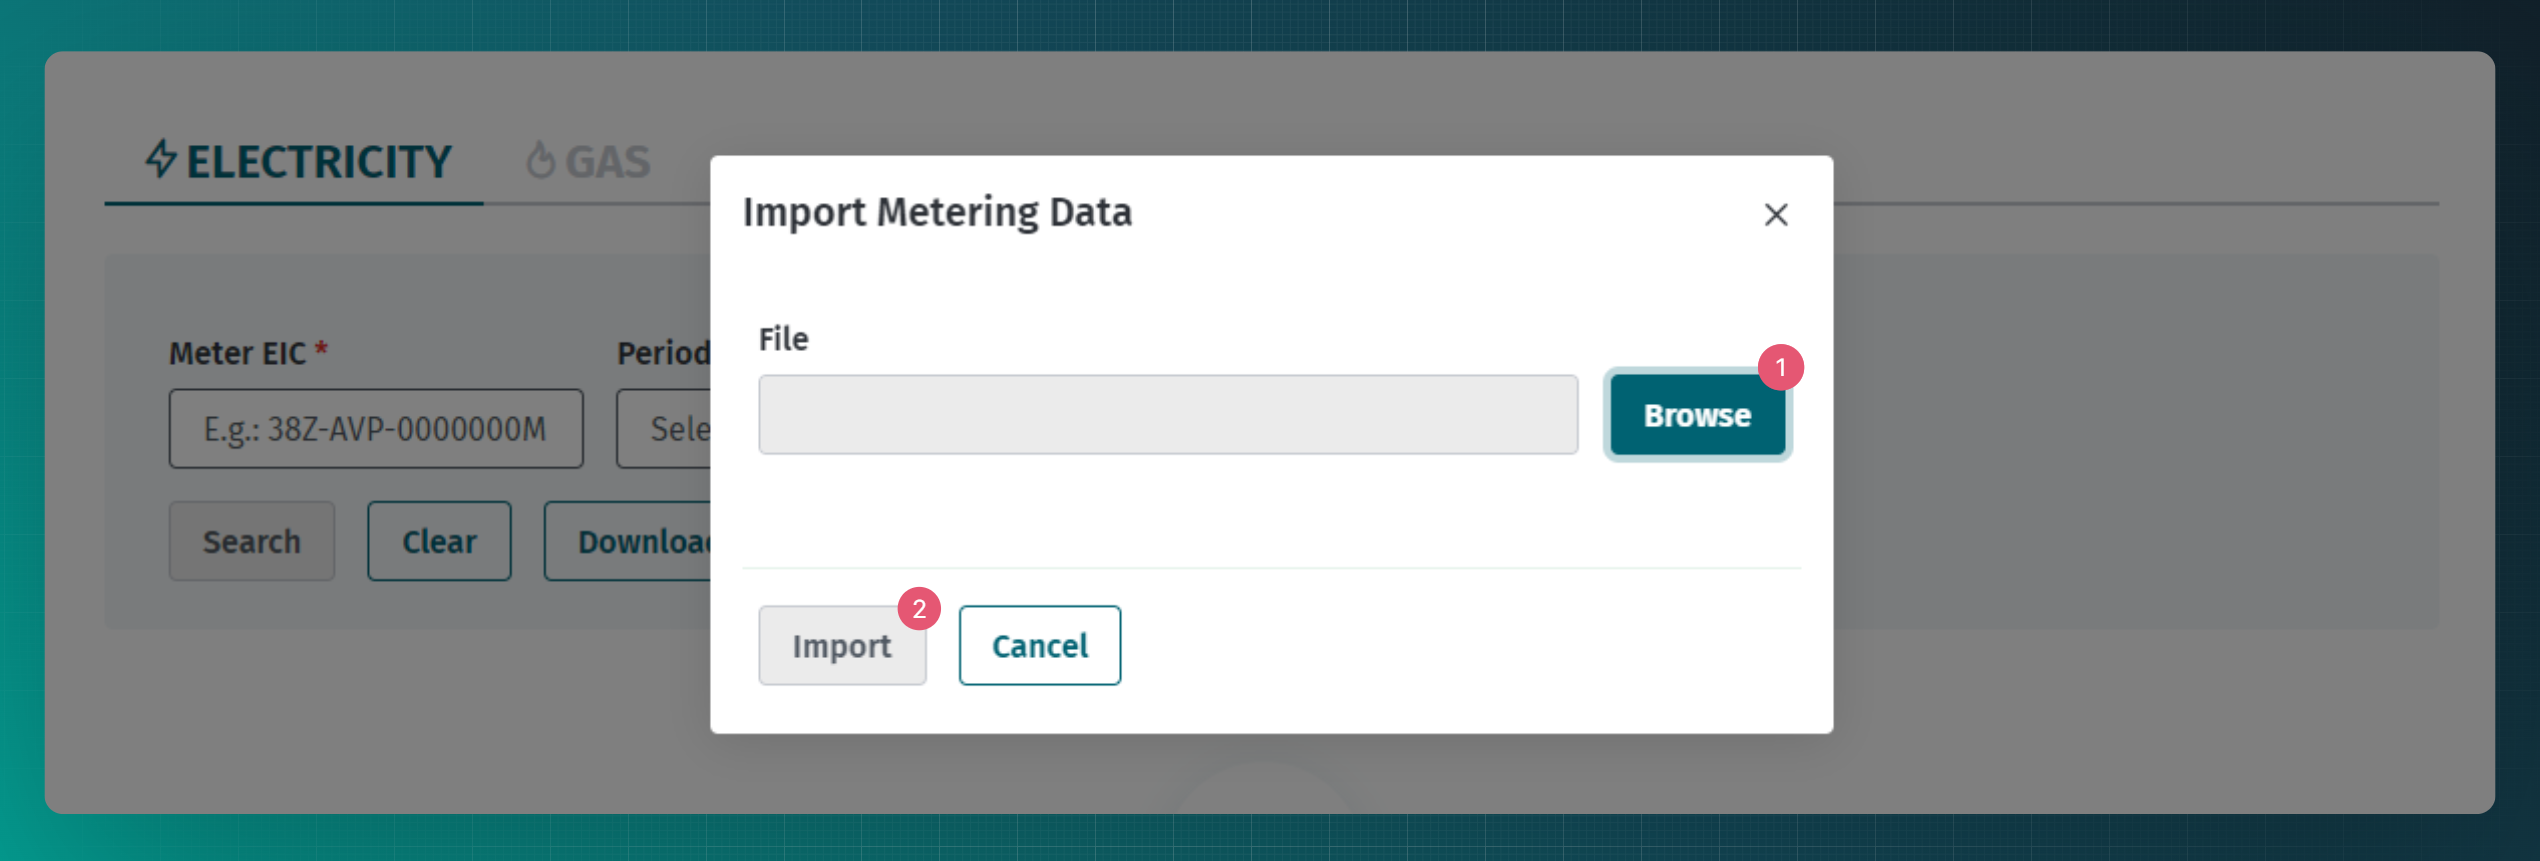 ELECTRICITY
GAS
Import Metering Data
File
1
Browse
Meter EIC *
Period
E.g.: 38Z-AVP-0000000M
Sele
Search
Clear
Downloa
2
Import
Cancel